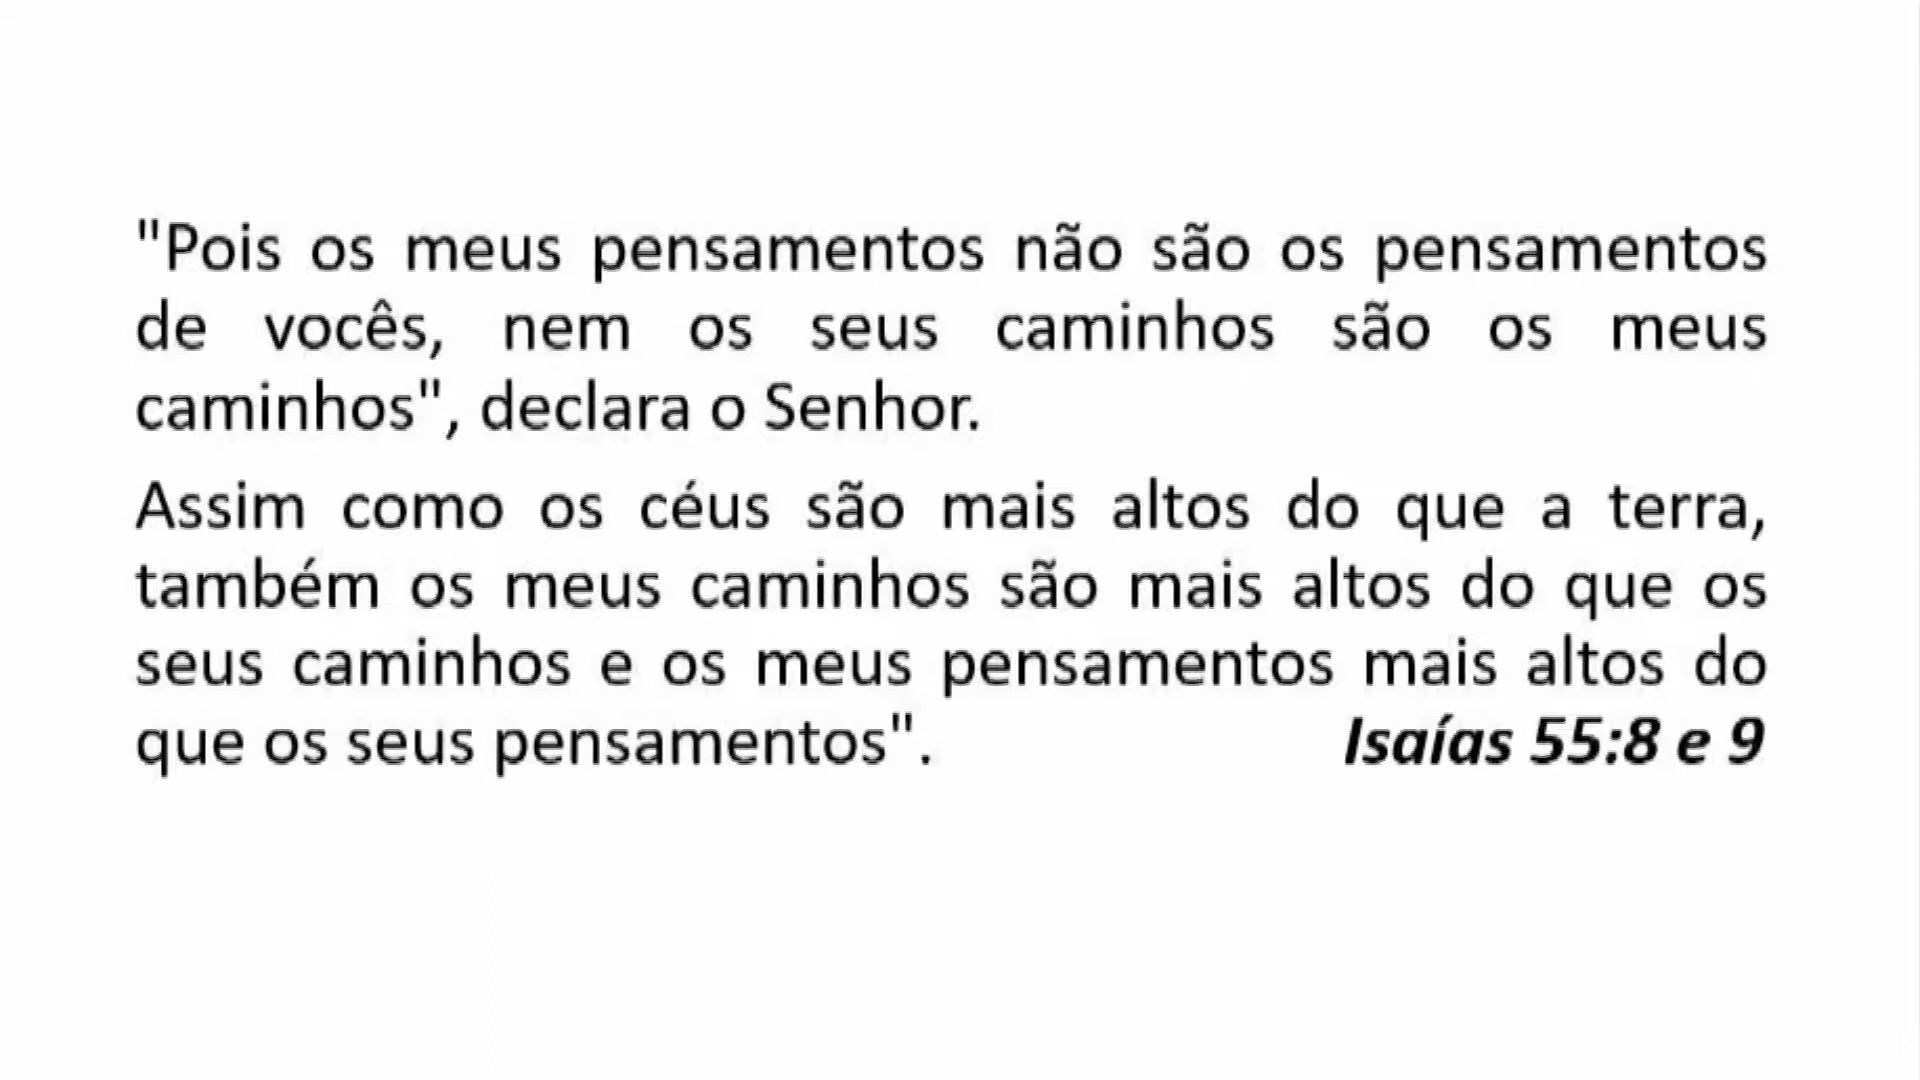 "Pois os meus pensamentos não são os pensamentos
de vocês, nem os seus caminhos são os meus
caminhos", declara o Senhor.
Assim como os céus são mais altos do que a terra,
também os meus caminhos são mais altos do que os
seus caminhos e os meus pensamentos mais altos do
que os seus pensamentos". Isaías 55:8 e 9